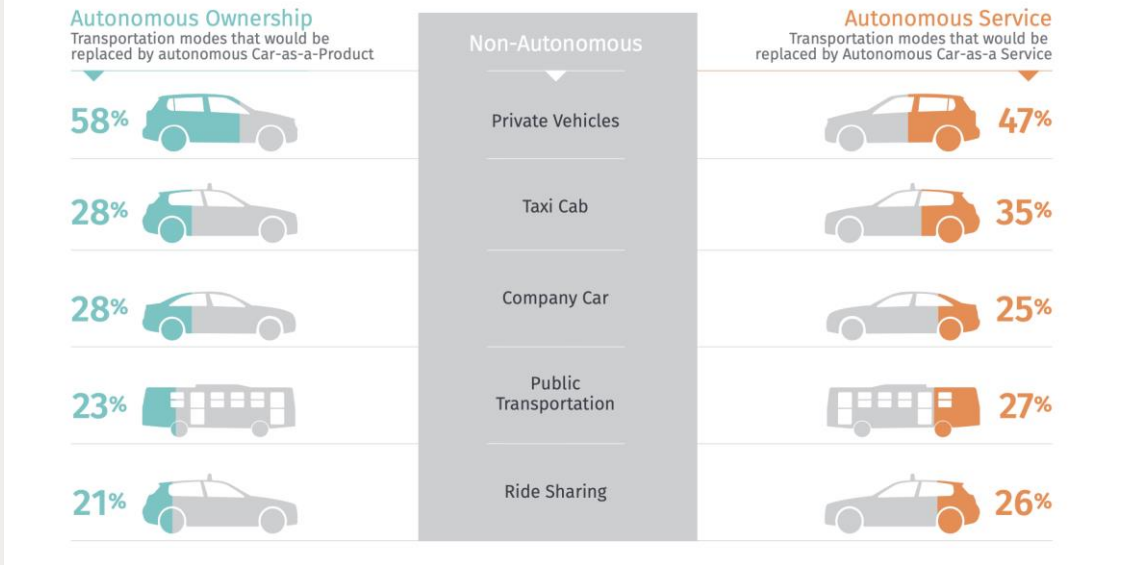 Autonomous Ownership
Transportation modes that would be
replaced by autonomous Car-as-a-Product
Non-Autonomous
Autonomous Service
Transportation modes that would be
replaced by Autonomous Car-as-a Service
58%
Private Vehicles
47%
28%
Taxi Cab
35%
28%
Company Car
25%
23%
Public
Transportation
27%
21%
Ride Sharing
26%